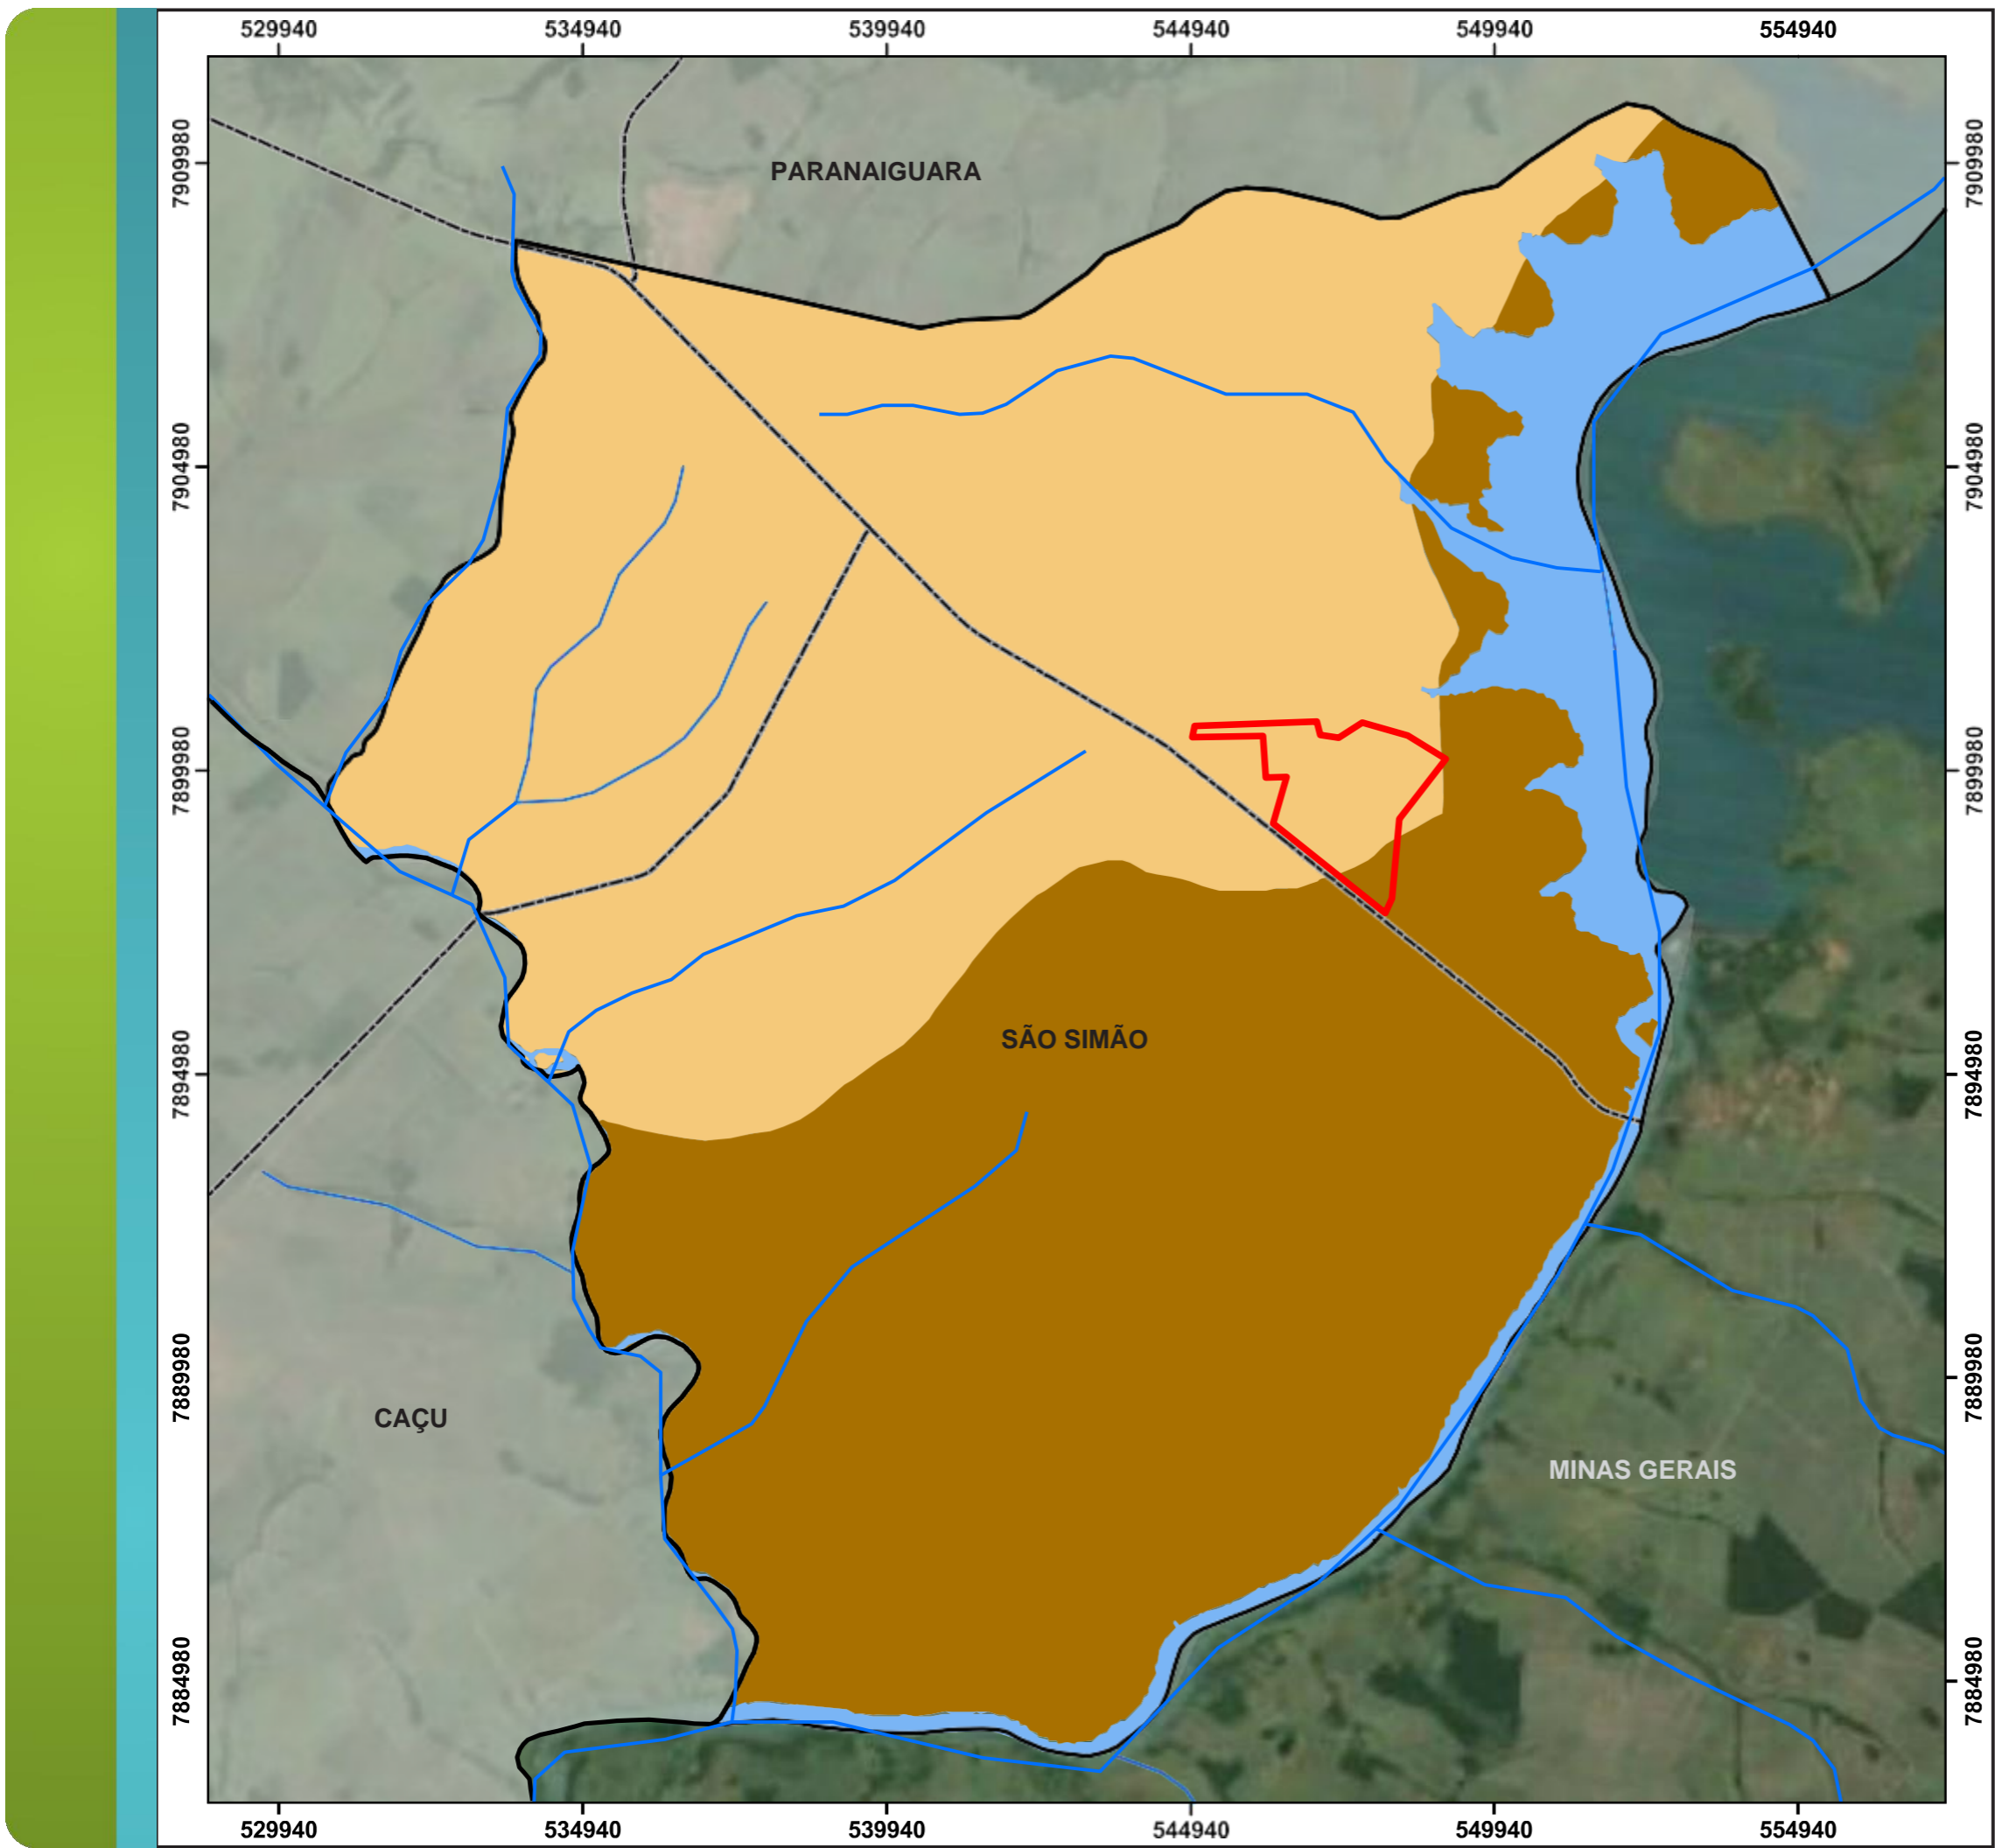 529940 534940 539940 544940 549940 554940
7909980 7909980
PARANAIGUARA
7904980 7904980
7899980 7899980
SÃO SIMÃO
7894980 7894980
7889980 7889980
CAÇU
MINAS GERAIS
7884980 7884980
529940 534940 539940 544940 549940 554940